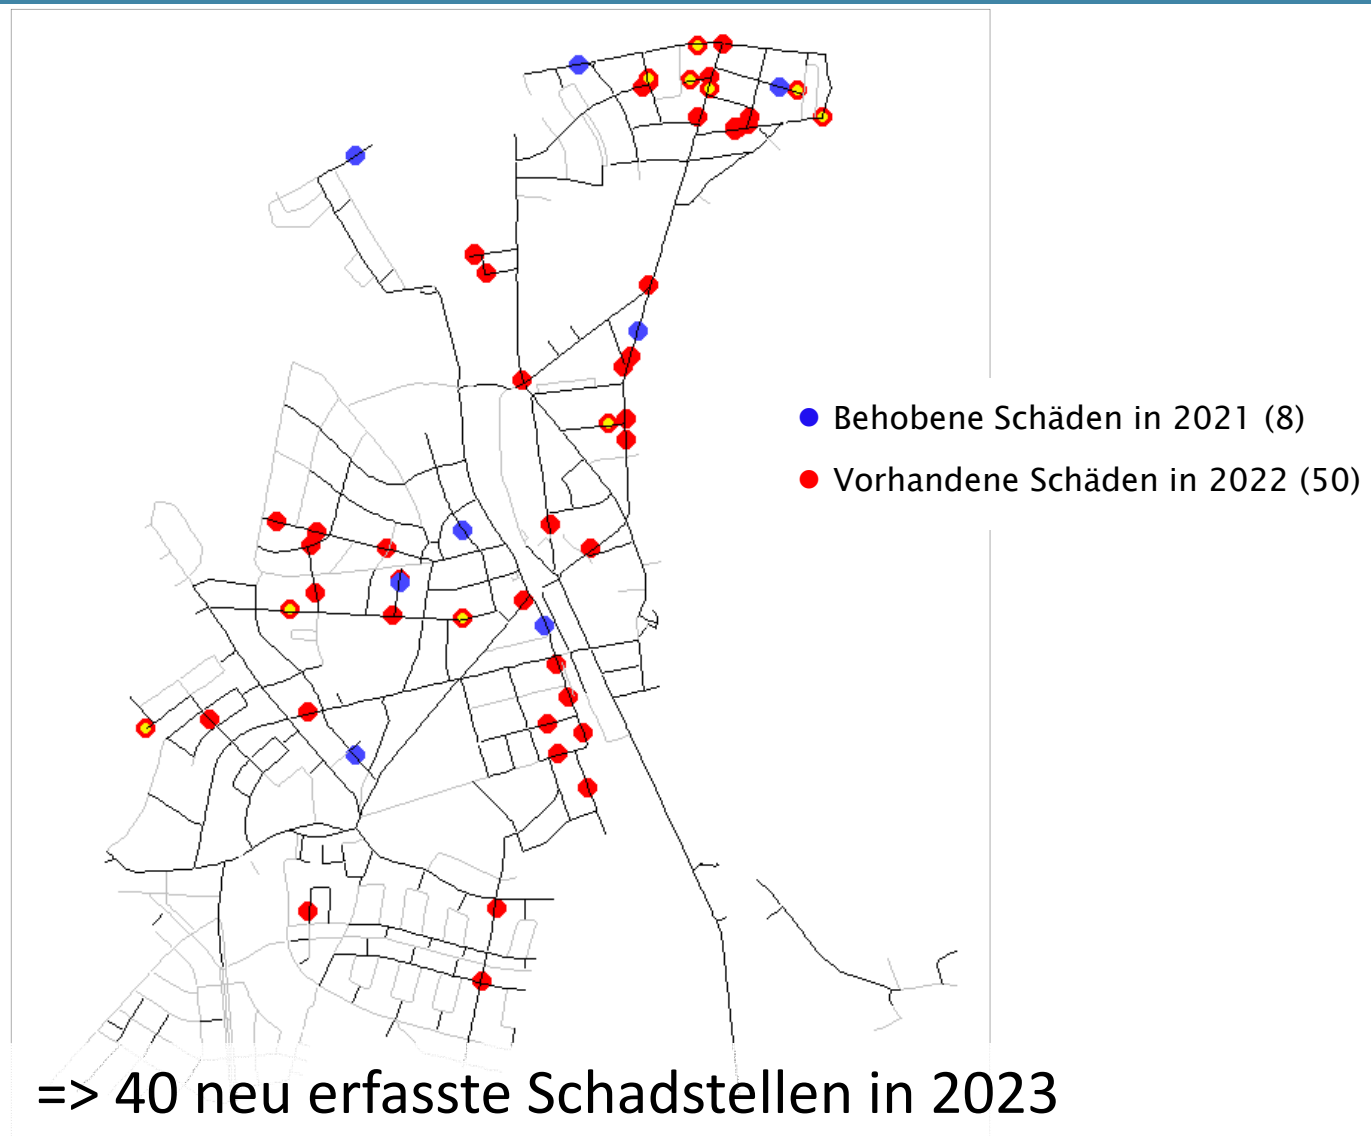 Behobene Schäden in 2021 (8)
Vorhandene Schäden in 2022 (50)
=> 40 neu erfasste Schadstellen in 2023